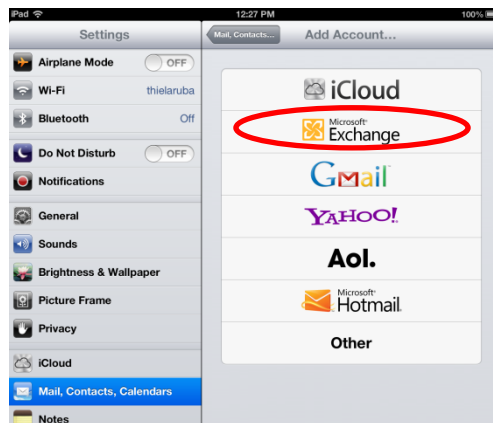 iPad 12:27 PM 100%
Settings
Mail, Contacts... Add Account...
Airplane Mode OFF
Wi-Fi thielaruba
Bluetooth Off
Do Not Disturb OFF
Notifications
General
Sounds
Brightness & Wallpaper
Picture Frame
Privacy
iCloud
Mail, Contacts, Calendars
Notes
iCloud
Microsoft
Exchange
Gmail
YAHOO!
Aol.
Microsoft
Hotmail
Other